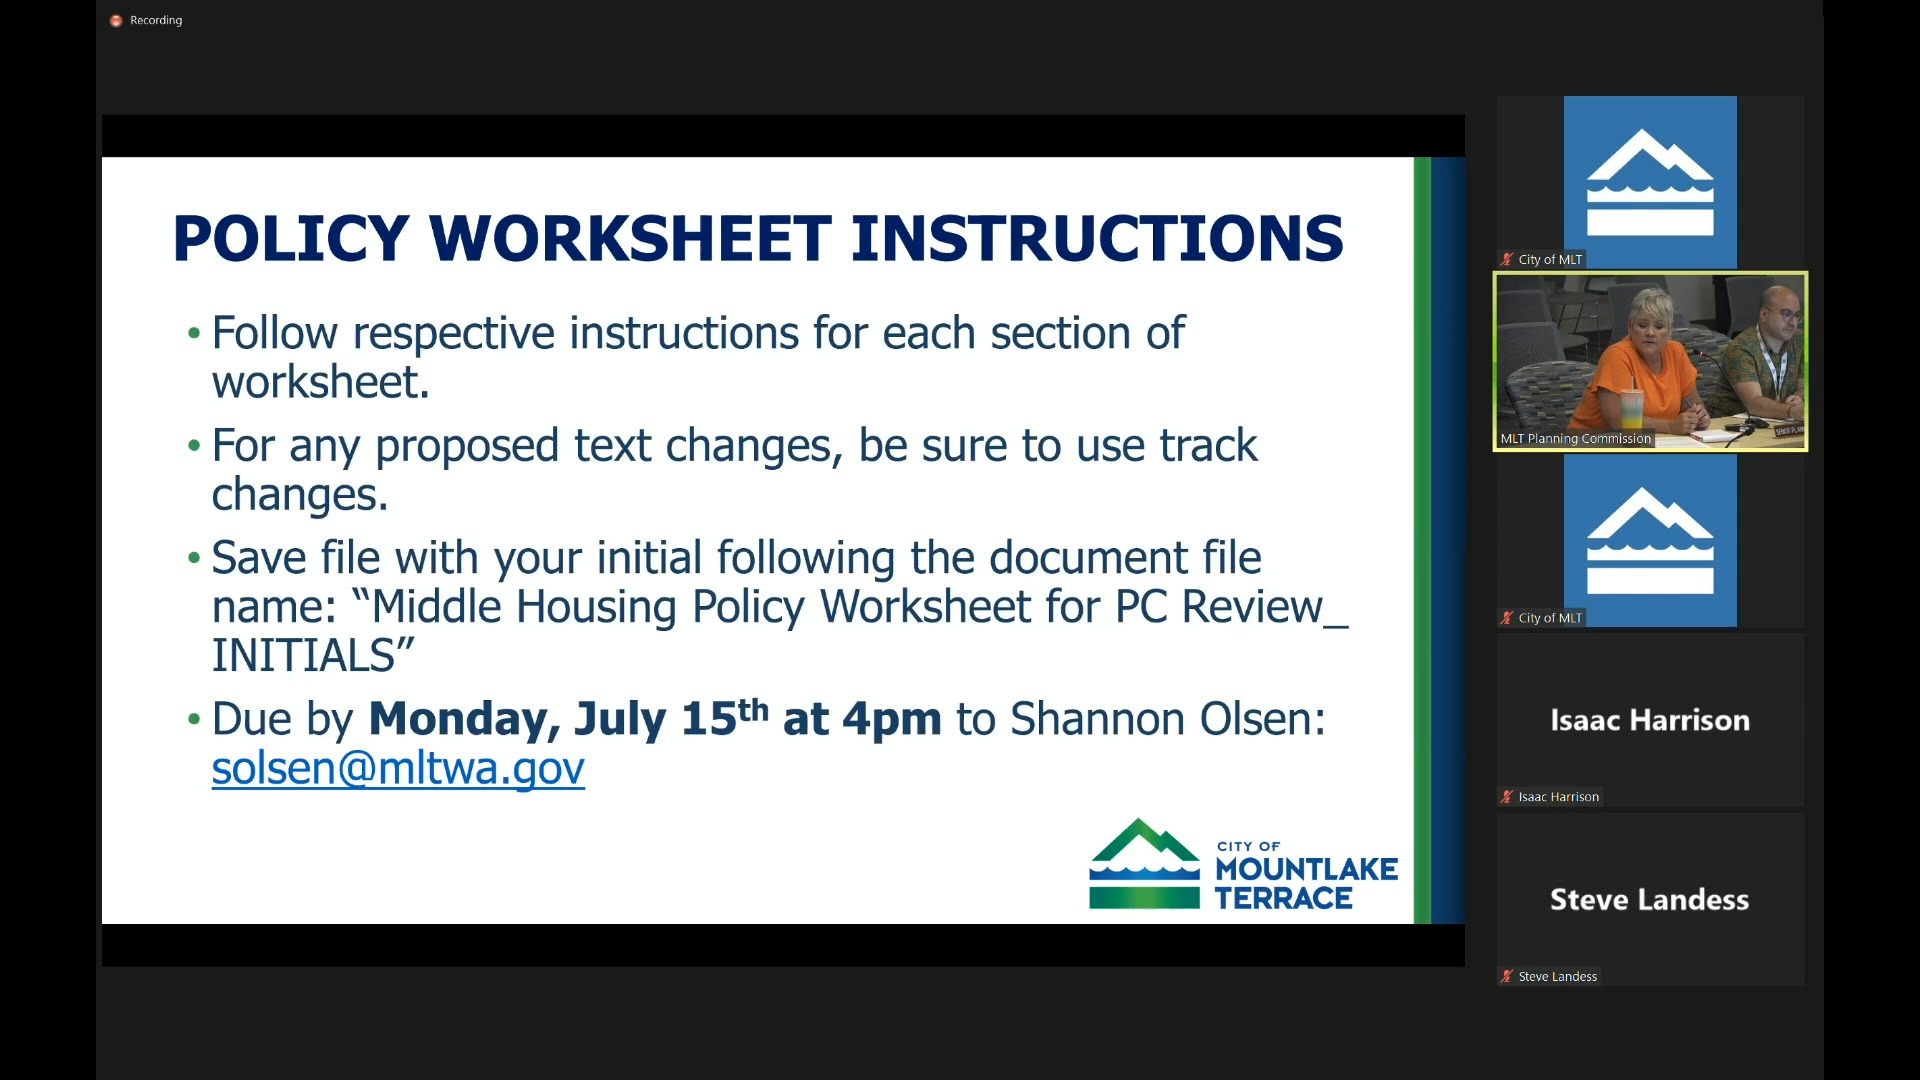 Recording
POLICY WORKSHEET INSTRUCTIONS
• Follow respective instructions for each section of
worksheet.
• For any proposed text changes, be sure to use track
changes.
• Save file with your initial following the document file
name: “Middle Housing Policy Worksheet for PC Review_
INITIALS”
• Due by Monday, July 15th at 4pm to Shannon Olsen:
solsen@mltwa.gov
CITY OF
MOUNTLAKE
TERRACE
City of MLT
MLT Planning Commission
City of MLT
Isaac Harrison
Isaac Harrison
Steve Landess
Steve Landess